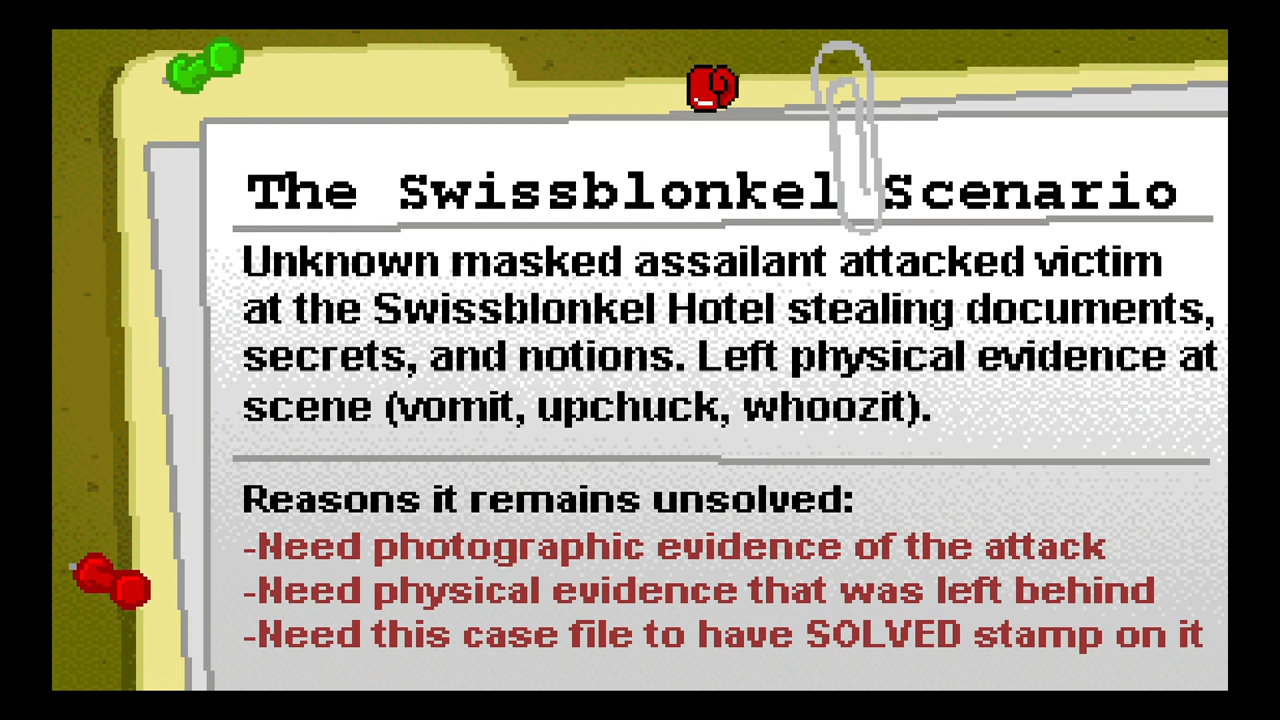 The Swissblonkel Scenario
Unknown masked assailant attacked victim
at the Swissblonkel Hotel stealing documents,
secrets, and notions. Left physical evidence at
scene (vomit, upchuck, whoozit).
Reasons it remains unsolved:
-Need photographic evidence of the attack
-Need physical evidence that was left behind
-Need this case file to have SOLVED stamp on it